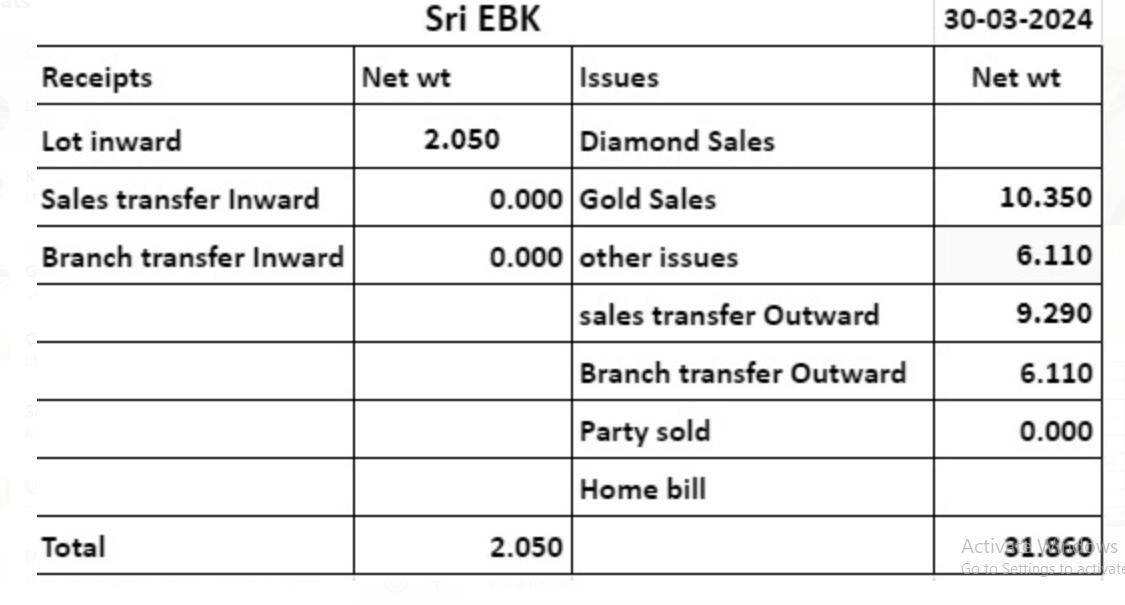 Sri EBK 30-03-2024
Receipts Net wt Issues Net wt
Lot inward 2.050 Diamond Sales
Sales transfer Inward 0.000 Gold Sales 10.350
Branch transfer Inward 0.000 other issues 6.110
sales transfer Outward 9.290
Branch transfer Outward 6.110
Party sold 0.000
Home bill
Total 2.050 31.860
Activate Windows
Go to Settings to activate